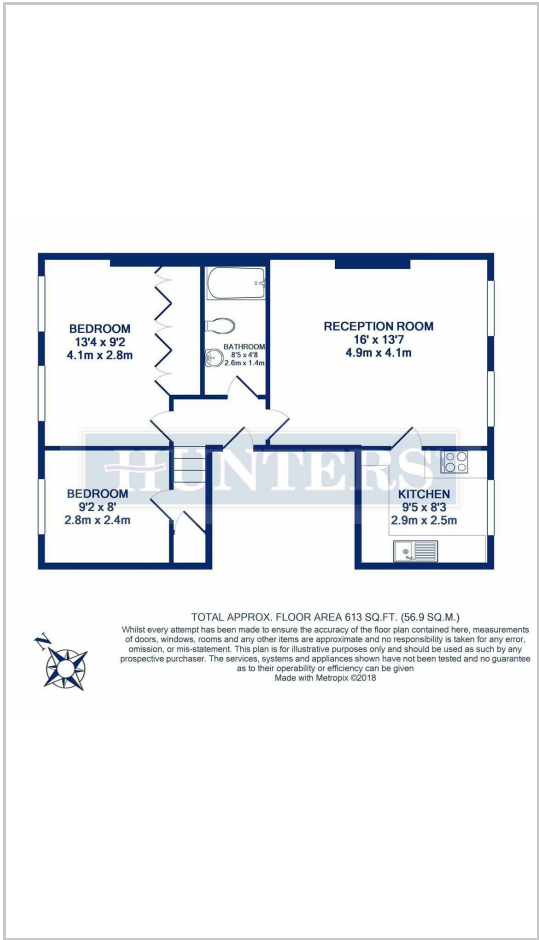 BEDROOM
13'4 x 9'2
4.1m x 2.8m
BATHROOM
8'5 x 4'8
2.6m x 1.4m
RECEPTION ROOM
16' x 13'7
4.9m x 4.1m
HUNTERS
BEDROOM
9'2 x 8'
2.8m x 2.4m
KITCHEN
9'5 x 8'3
2.9m x 2.5m
N
TOTAL APPROX. FLOOR AREA 613 SQ.FT. (56.9 SQ.M.)
Whilst every attempt has been made to ensure the accuracy of the floor plan contained here, measurements
of doors, windows, rooms and any other items are approximate and no responsibility is taken for any error,
omission, or mis-statement. This plan is for illustrative purposes only and should be used as such by any
prospective purchaser. The services, systems and appliances shown have not been tested and no guarantee
as to their operability or efficiency can be given
Made with Metropix ©2018